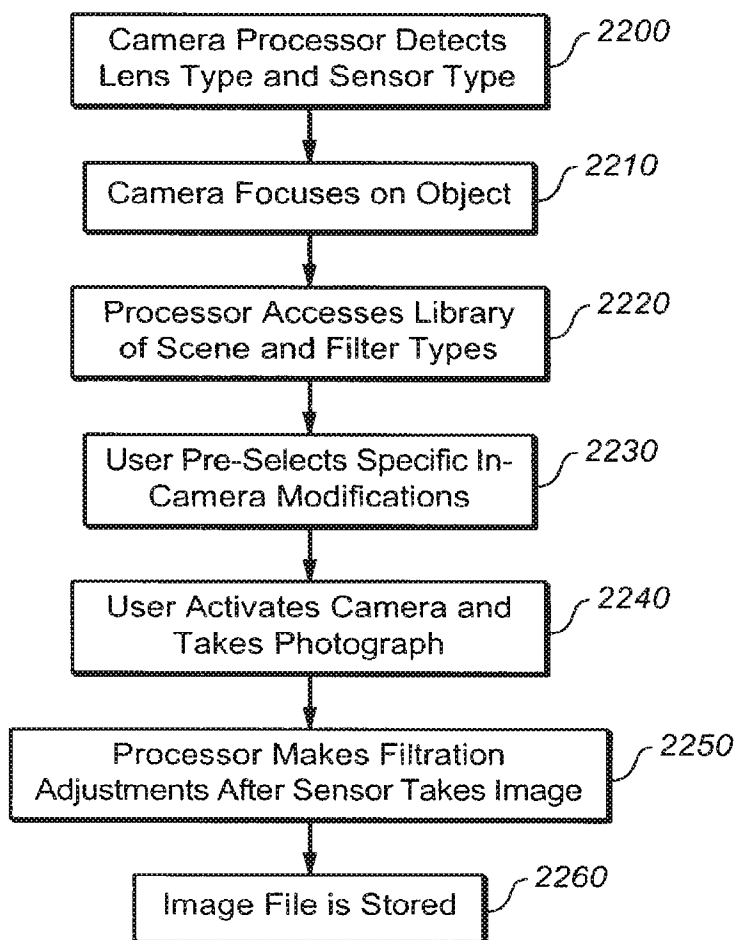 Camera Processor Detects
Lens Type and Sensor Type
2200
Camera Focuses on Object
2210
Processor Accesses Library
of Scene and Filter Types
2220
User Pre-Selects Specific In-
Camera Modifications
2230
User Activates Camera and
Takes Photograph
2240
Processor Makes Filtration
Adjustments After Sensor Takes Image
2250
Image File is Stored
2260